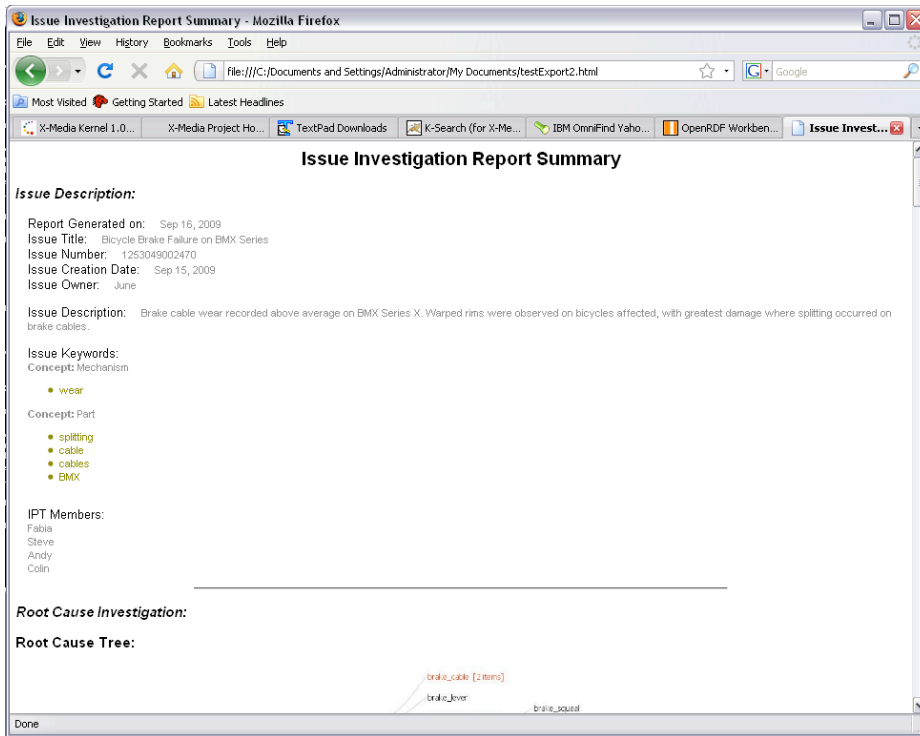 Issue Investigation Report Summary - Mozilla Firefox
File Edit View History Bookmarks Tools Help
file:///C:/Documents and Settings/Administrator/My Documents/testExport2.html
G Google
Most Visited Getting Started Latest Headlines
X-Media Kernel 1.0... X-Media Project Ho... TextPad Downloads K-Search (for X-Me... IBM OmniFind Yaho... OpenRDF Workben... Issue Invest...
Issue Investigation Report Summary
Issue Description:
Report Generated on: Sep 16, 2009
Issue Title: Bicycle Brake Failure on BMX Series
Issue Number: 1253049002470
Issue Creation Date: Sep 15, 2009
Issue Owner: June
Issue Description: Brake cable wear recorded above average on BMX Series X. Warped rims were observed on bicycles affected, with greatest damage where splitting occurred on
brake cables.
Issue Keywords:
Concept: Mechanism
• wear
Concept: Part
• splitting
• cable
• cables
• BMX
IPT Members:
Fabia
Steve
Andy
Colin
Root Cause Investigation:
Root Cause Tree:
brake_cable [2 items]
brake_lever
brake_squeal
Done